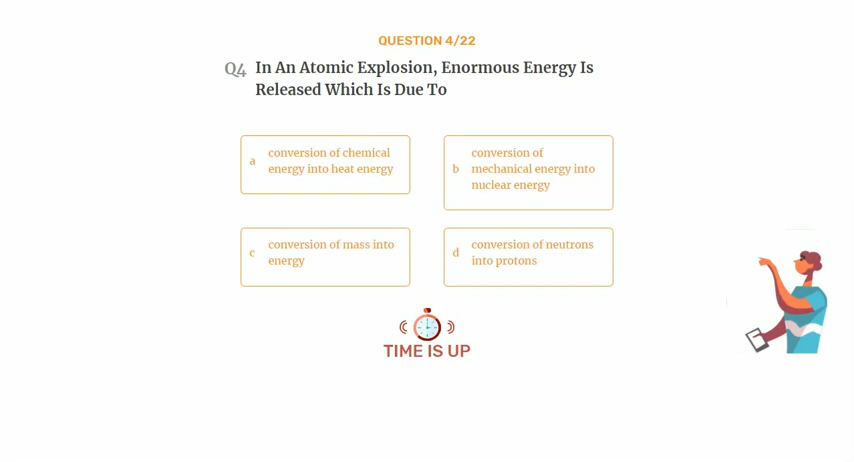 QUESTION 4/22
Q4 In An Atomic Explosion, Enormous Energy Is
Released Which Is Due To
a conversion of chemical
energy into heat energy
b conversion of
mechanical energy into
nuclear energy
c conversion of mass into
energy
d conversion of neutrons
into protons
TIME IS UP